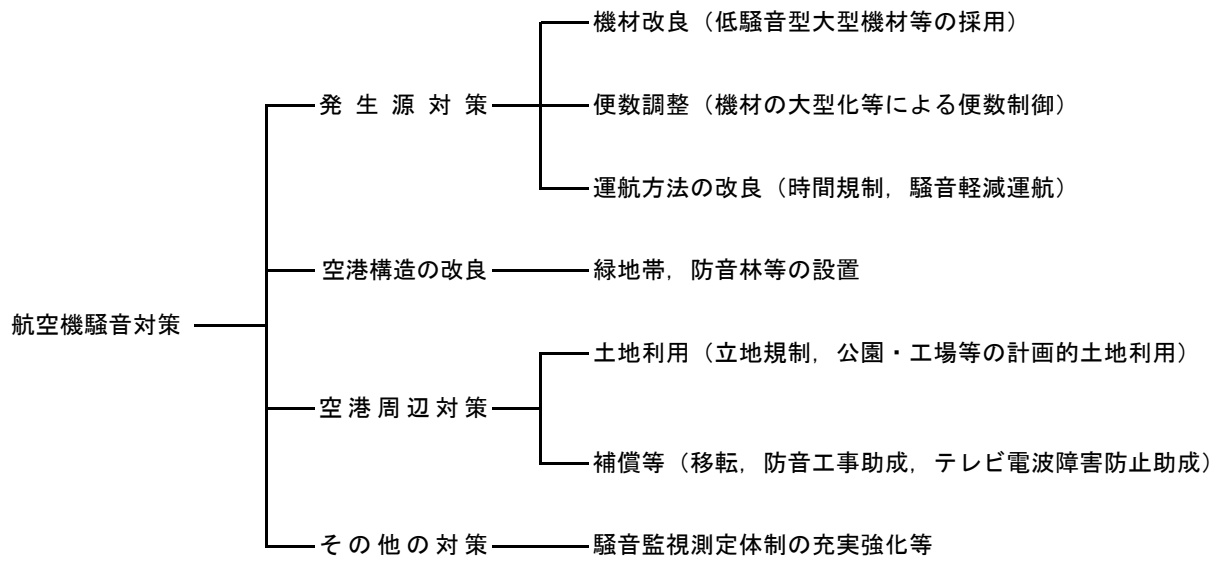 機材改良（低騒音型大型機材等の採用）
発生源対策
便数調整（機材の大型化等による便数制御）
運航方法の改良（時間規制，騒音軽減運航）
空港構造の改良
緑地帯，防音林等の設置
航空機騒音対策
土地利用（立地規制，公園・工場等の計画的土地利用）
空港周辺対策
補償等（移転，防音工事助成，テレビ電波障害防止助成）
その他の対策
騒音監視測定体制の充実強化等